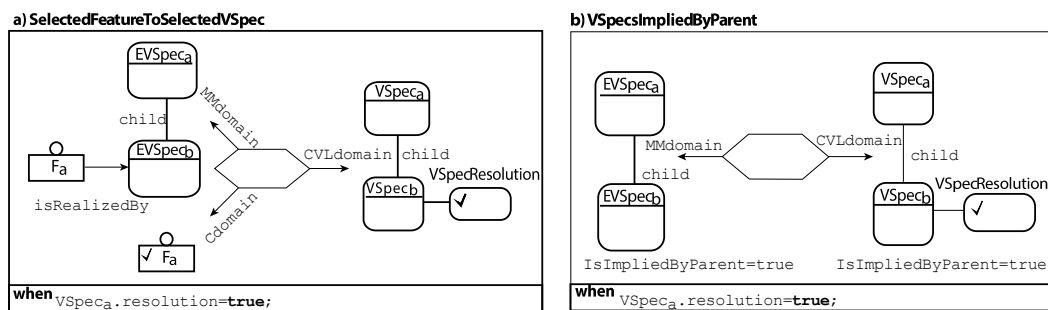 a) SelectedFeatureToSelectedVSpec
EVSpeca
MMdomain
child
VSpeca
EVSpecb
Fa
CVLdomain
child
isRealizedBy
VSpecb
VSpecResolution
Cdomain
Fa
when
VSpeca.resolution=true;
b) VSpecsImpliedByParent
EVSpeca
VSpeca
MMdomain
CVLdomain
child
child
EVSpecb
VSpecb
VSpecResolution
IsImpliedByParent=true
IsImpliedByParent=true
when
VSpeca.resolution=true;